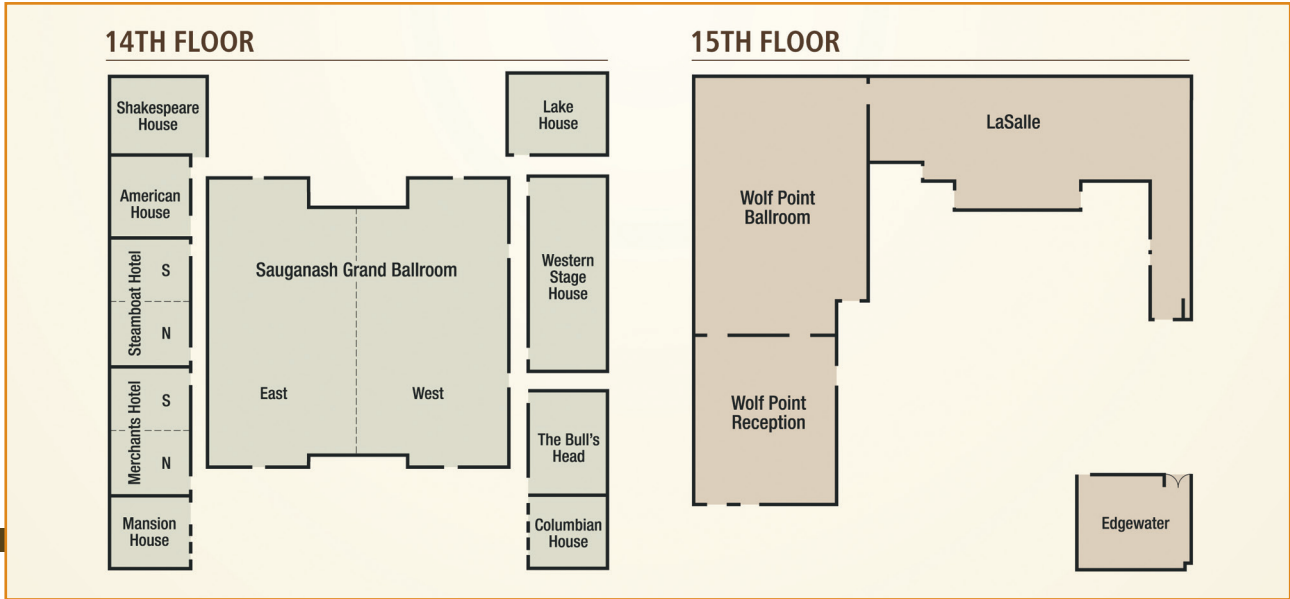 14TH FLOOR
Shakespeare
House
Lake
House
American
House
Steamboat Hotel
S
N
Sauganash Grand Ballroom
East
West
Western
Stage
House
Merchants Hotel
S
N
The Bull's
Head
Mansion
House
Columbian
House
15TH FLOOR
LaSalle
Wolf Point
Ballroom
Wolf Point
Reception
Edgewater